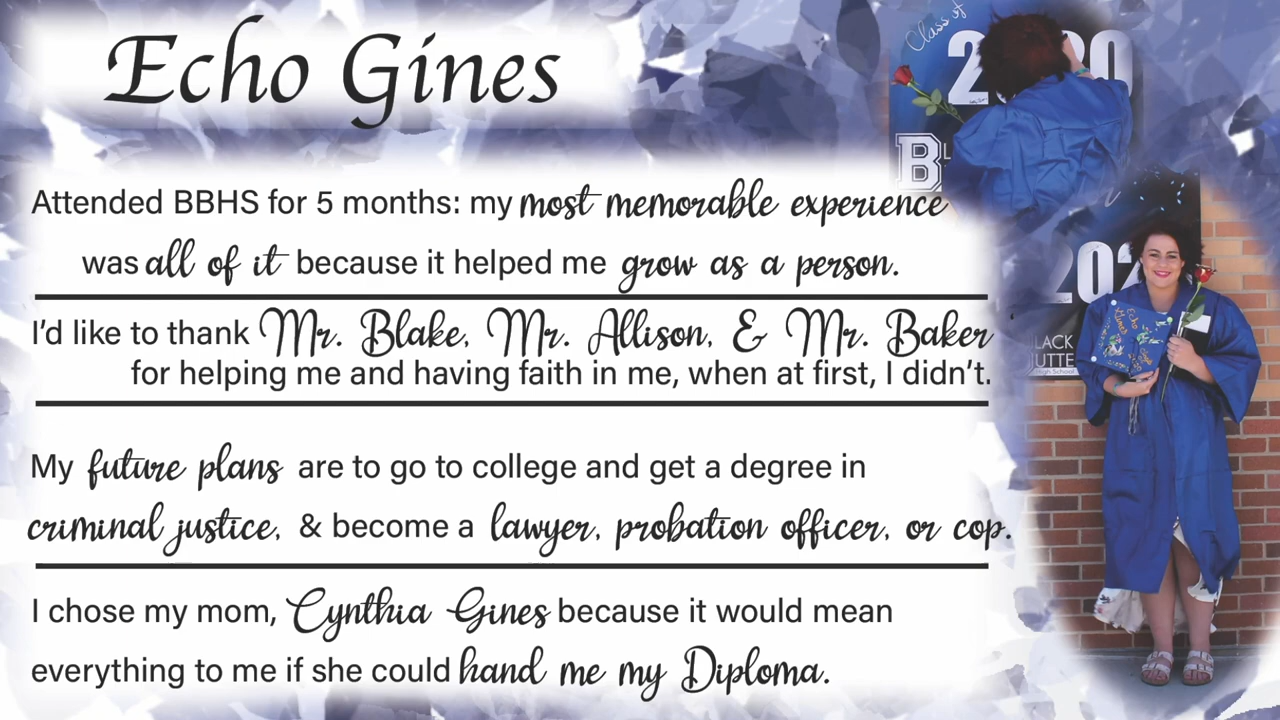 Echo Gines
Class of
2020
B
Attended BBHS for 5 months: my most memorable experience
was all of it because it helped me grow as a person.
202
I'd like to thank Mr. Blake, Mr. Allison, & Mr. Baker
LACK
BUTTE
High School
for helping me and having faith in me, when at first, I didn't.
My future plans are to go to college and get a degree in
criminal justice, & become a lawyer, probation officer, or cop.
I chose my mom, Cynthia Gines because it would mean
everything to me if she could hand me my Diploma.